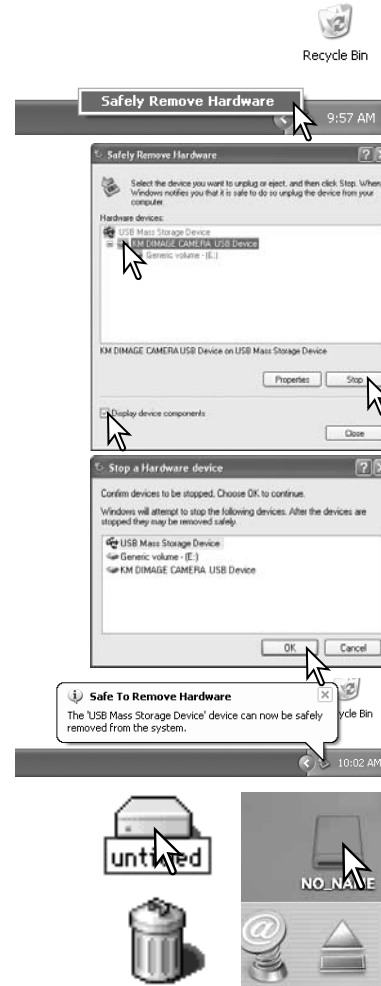 Recycle Bin
Safely Remove Hardware
9:57 AM
Safely Remove Hardware
Select the device you want to unplug or eject, and then click Stop. When
Windows notifies you that it is safe to do so unplug the device from your
computer.
Hardware devices:
USB Mass Storage Device
KM DIMAGE CAMERA USB Device
Generic volume - (E:)
KM DIMAGE CAMERA USB Device on USB Mass Storage Device
Properties
Stop
Display device components
Close
Stop a Hardware device
Confirm devices to be stopped, Choose OK to continue.
Windows will attempt to stop the following devices. After the devices are
stopped they may be removed safely.
USB Mass Storage Device
Generic volume - (E:)
KM DIMAGE CAMERA USB Device
OK
Cancel
Safe To Remove Hardware
The 'USB Mass Storage Device' device can now be safely
removed from the system.
ycle Bin
10:02 AM
untitled
NO_NAME